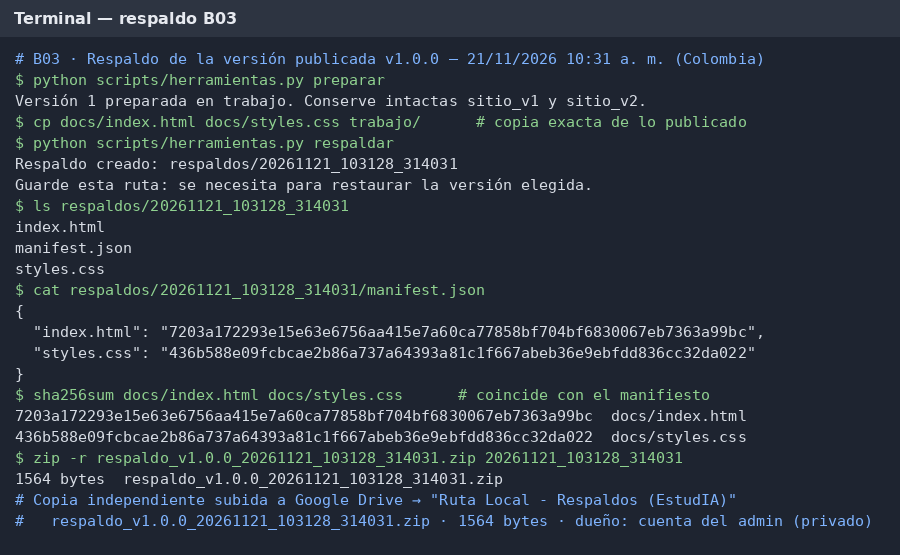 Terminal — respaldo B03
# B03 · Respaldo de la versión publicada v1.0.0 — 21/11/2026 10:31 a. m. (Colombia)
$ python scripts/herramientas.py preparar
Versión 1 preparada en trabajo. Conserve intactas sitio_v1 y sitio_v2.
$ cp docs/index.html docs/styles.css trabajo/      # copia exacta de lo publicado
$ python scripts/herramientas.py respaldar
Respaldo creado: respaldos/20261121_103128_314031
Guarde esta ruta: se necesita para restaurar la versión elegida.
$ ls respaldos/20261121_103128_314031
index.html
manifest.json
styles.css
$ cat respaldos/20261121_103128_314031/manifest.json
{
  "index.html": "7203a172293e15e63e6756aa415e7a60ca77858bf704bf6830067eb7363a99bc",
  "styles.css": "436b588e09fcbcae2b86a737a64393a81c1f667abeb36e9ebfdd836cc32da022"
}
$ sha256sum docs/index.html docs/styles.css      # coincide con el manifiesto
7203a172293e15e63e6756aa415e7a60ca77858bf704bf6830067eb7363a99bc  docs/index.html
436b588e09fcbcae2b86a737a64393a81c1f667abeb36e9ebfdd836cc32da022  docs/styles.css
$ zip -r respaldo_v1.0.0_20261121_103128_314031.zip 20261121_103128_314031
1564 bytes  respaldo_v1.0.0_20261121_103128_314031.zip
# Copia independiente subida a Google Drive → "Ruta Local - Respaldos (EstudIA)"
#   respaldo_v1.0.0_20261121_103128_314031.zip · 1564 bytes · dueño: cuenta del admin (privado)